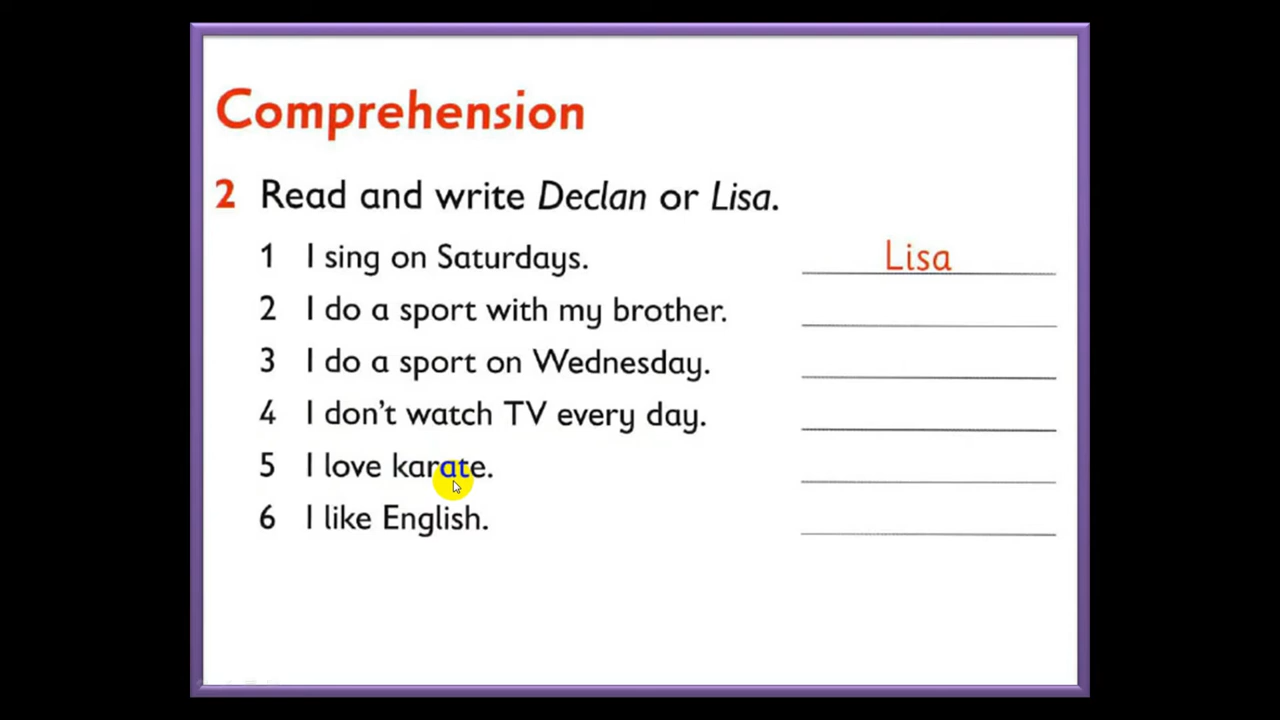 Comprehension
2 Read and write Declan or Lisa.
1 I sing on Saturdays. Lisa
2 I do a sport with my brother.
3 I do a sport on Wednesday.
4 I don't watch TV every day.
5 I love karate.
6 I like English.